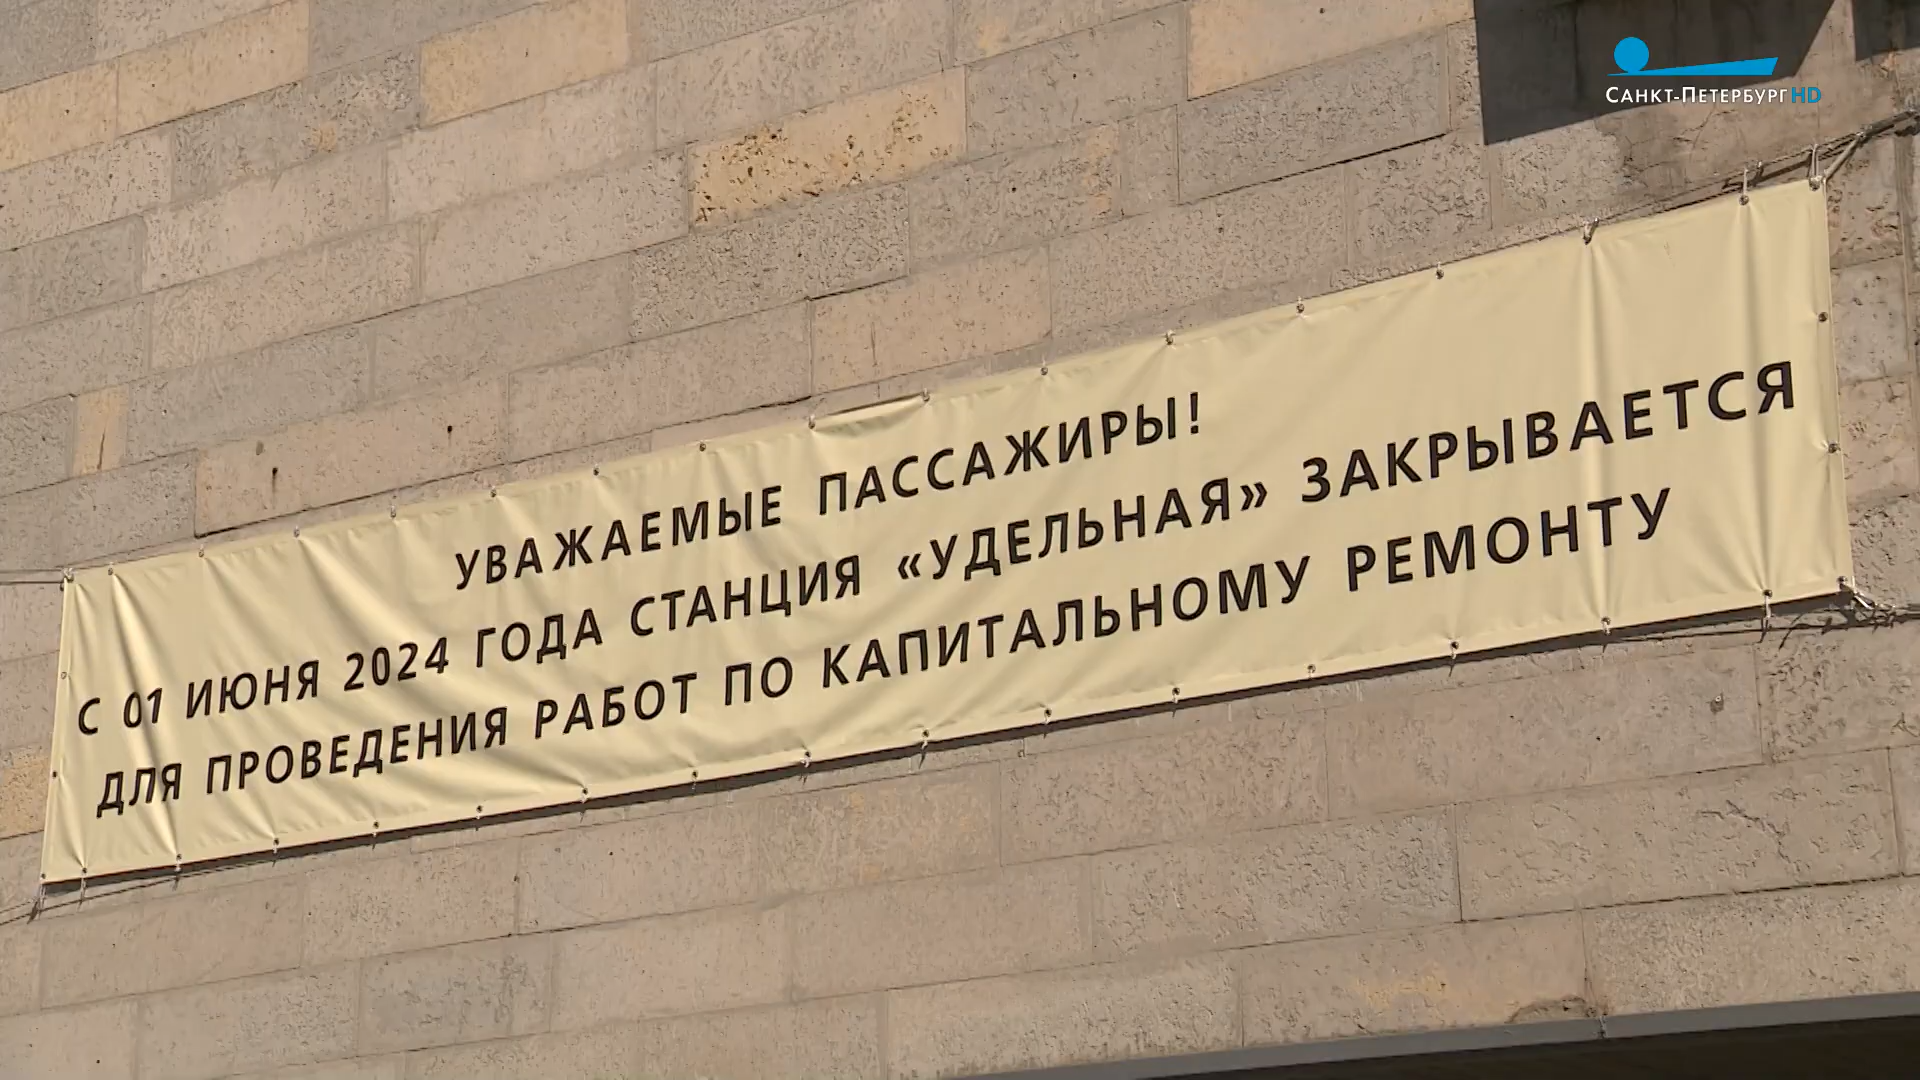 САНКТ-ПЕТЕРБУРГ HD
УВАЖАЕМЫЕ ПАССАЖИРЫ!
С 01 ИЮНЯ 2024 ГОДА СТАНЦИЯ «УДЕЛЬНАЯ» ЗАКРЫВАЕТСЯ
ДЛЯ ПРОВЕДЕНИЯ РАБОТ ПО КАПИТАЛЬНОМУ РЕМОНТУ